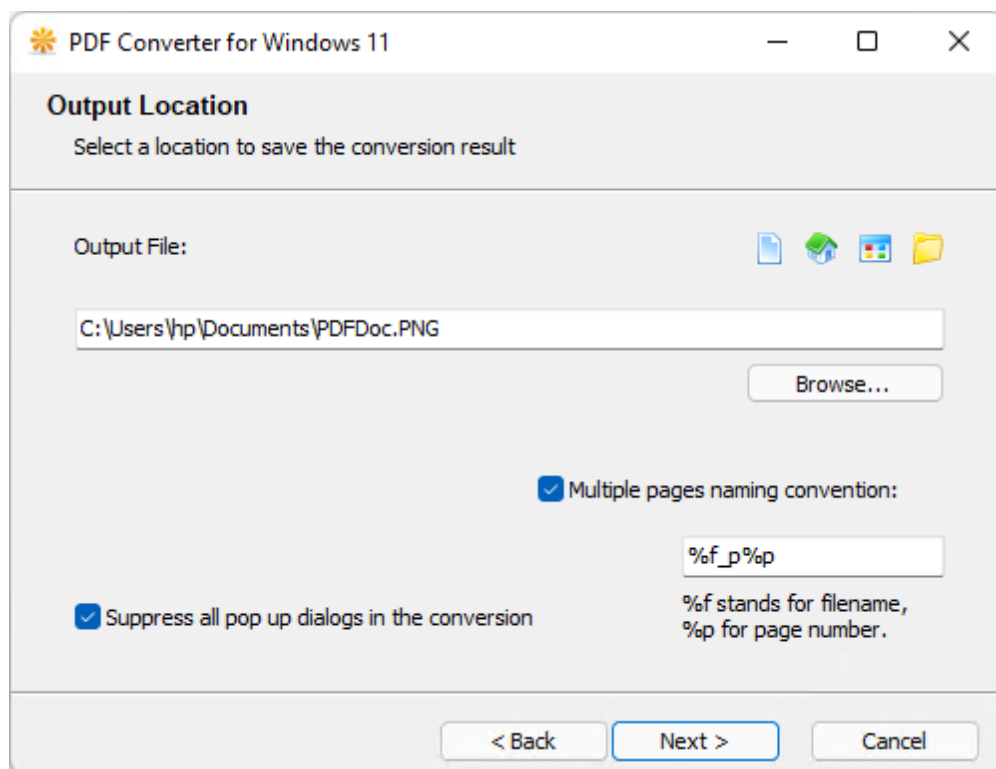 PDF Converter for Windows 11
Output Location
Select a location to save the conversion result
Output File:
C:\Users\hp\Documents\PDFDoc.PNG
Browse...
Multiple pages naming convention:
%f_p%p
%f stands for filename,
%p for page number.
Suppress all pop up dialogs in the conversion
< Back
Next >
Cancel